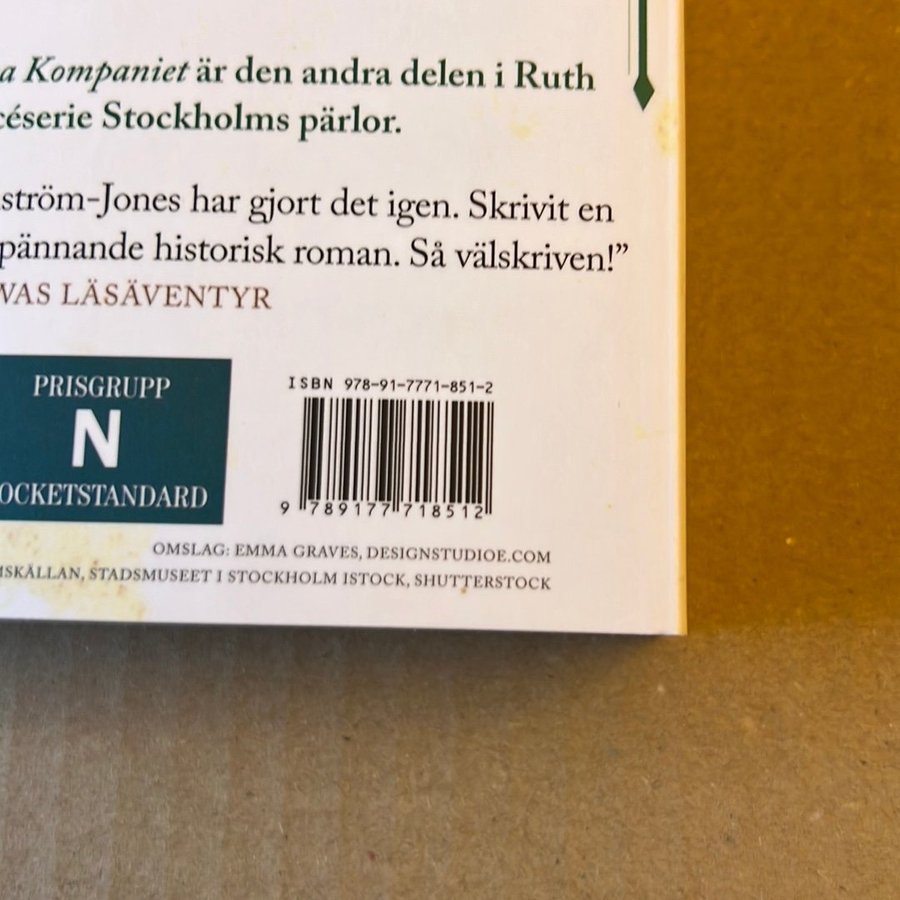 a Kompaniet är den andra delen i Ruth
céserie Stockholms pärlor.
ström-Jones har gjort det igen. Skrivit en
pännande historisk roman. Så välskriven!”
VAS LÄSÄVENTYR
PRISGRUPP
N
OCKETSTANDARD
ISBN 978-91-7771-851-2
9 789177 718512
OMSLAG: EMMA GRAVES, DESIGNSTUDIOE.COM
MSKÄLLAN, STADSMUSEET I STOCKHOLM ISTOCK, SHUTTERSTOCK